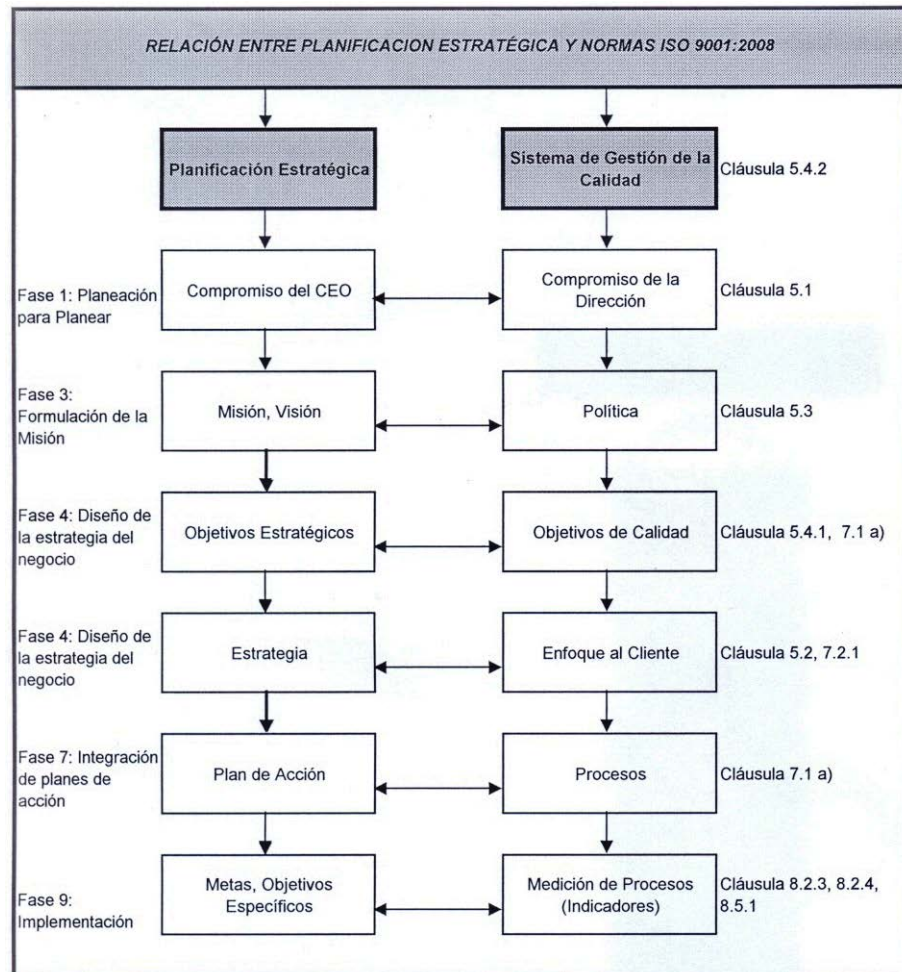 RELACIÓN ENTRE PLANIFICACION ESTRATÉGICA Y NORMAS ISO 9001:2008
Planificación Estratégica
Sistema de Gestión de la
Calidad
Cláusula 5.4.2
Fase 1: Planeación
para Planear
Compromiso del CEO
Compromiso de la
Dirección
Cláusula 5.1
Fase 3:
Formulación de la
Misión
Misión, Visión
Política
Cláusula 5.3
Fase 4: Diseño de
la estrategia del
negocio
Objetivos Estratégicos
Objetivos de Calidad
Cláusula 5.4.1, 7.1 a)
Fase 4: Diseño de
la estrategia del
negocio
Estrategia
Enfoque al Cliente
Cláusula 5.2, 7.2.1
Fase 7: Integración
de planes de
acción
Plan de Acción
Procesos
Cláusula 7.1 a)
Fase 9:
Implementación
Metas, Objetivos
Específicos
Medición de Procesos
(Indicadores)
Cláusula 8.2.3, 8.2.4,
8.5.1